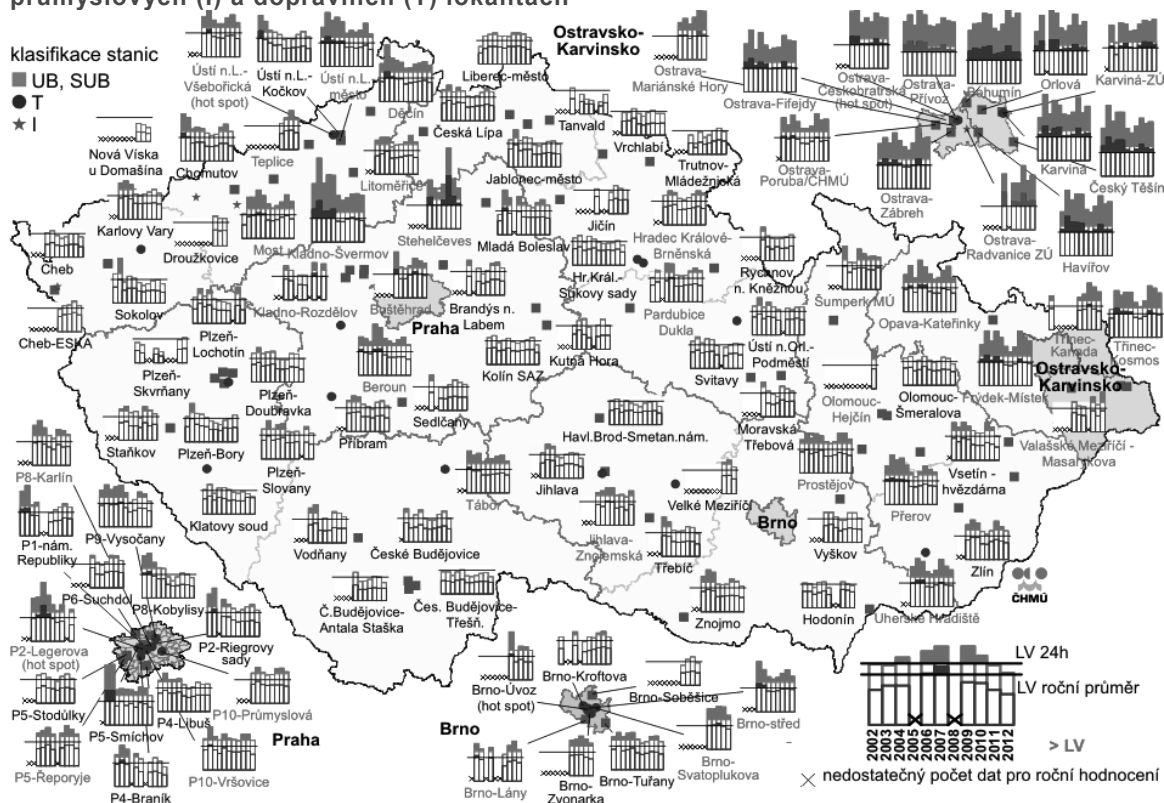 průmyslových (I) a dopravních (T) lokalitách
klasifikace stanic
UB, SUB
T
I
Ústí n.L.-
Všebořická
(hot spot)
Ústí n.L.-
Kočkov
Ústí n.L.-
město
Děčín
Liberec-město
Ostravsko-
Karvinsko
Ostrava-
Mariánské Hory
Ostrava-Fifejdy
Ostrava-
Českobratrská
(hot spot)
Ostrava-
Přívoz
Bohumín
Orlová
Karviná-ZÚ
Nová Víska
u Domašína
Chomutov
Teplice
Česká Lípa
Tanvald
Vrchlabí
Trutnov-
Mládežnická
Litoměřice
Jablonec-město
Ostrava-
Poruba/CHMÚ
Karviná
Český Těšín
Ostrava-
Zábřeh
Ostrava-
Radvanice ZÚ
Havířov
Karlovy Vary
Droužkovice
Most
Kladno-Švermov
Stehelčeves
Mladá Boleslav
Jičín
Hradec Králové-
Brněnská
Cheb
Sokolov
Kladno-Rozdělov
Buštěhrad
Praha
Brandýs n.
Labem
Hr.Král.-
Sukovy sady
Rychnov
n. Kněžnou
Šumperk MÚ
Opava-Kateřinky
Cheb-ESKA
Plzeň-
Lochotín
Pardubice
Dukla
Třinec-
Kanada
Třinec-
Kosmos
Plzeň-
Skvrňany
Plzeň-
Doubravka
Beroun
Kolín SAZ
Kutná Hora
Ústí n.Orl.-
Podměstí
Svitavy
Olomouc-
Hejčín
Olomouc-
Šmeralova
Frýdek-Místek
Ostravsko-
Karvinsko
Staňkov
Plzeň-Bory
Plzeň-
Slovany
Příbram
Sedlčany
Havl.Brod-Smetan.nám.
Moravská
Třebová
Valašské Meziříčí -
Masarykova
P8-Karlín
Klatovy soud
Tábor
Jihlava
Velké Meziříčí
Prostějov
Přerov
Vsetín -
hvězdárna
P1-nám.
Republiky
P9-Vysočany
Vodňany
České Budějovice
Jihlava-
Znojemská
Třebíč
Brno
Vyškov
Zlín
P6-Suchdol
P8-Kobylisy
Č.Budějovice-
Antala Staška
Čes. Budějovice-
Třešň.
Znojmo
Hodonín
Uherské Hradiště
ČHMÚ
P2-Legerova
(hot spot)
P2-Riegrovy
sady
P5-Stodůlky
P5-Smíchov
P4-Libuš
P10-Průmyslová
Praha
P5-Řeporyje
P4-Braník
P10-Vršovice
Brno-Úvoz
(hot spot)
Brno-Kroftova
Brno-Soběšice
Brno-střed
Brno
Brno-Lány
Brno-
Zvonařka
Brno-Tuřany
Brno-
Svatoplukova
LV 24h
LV roční průměr
2002
2003
2004
2005
2006
2007
2008
2009
2010
2011
2012
> LV
nedostatečný počet dat pro roční hodnocení